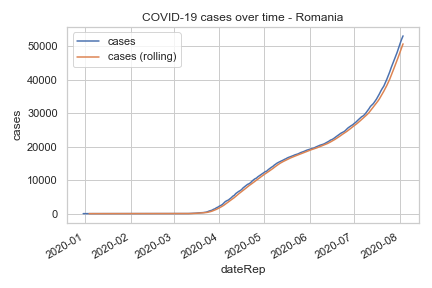 COVID-19 cases over time - Romania
cases
cases (rolling)
50000
40000
30000
20000
10000
0
cases
2020-01
2020-02
2020-03
2020-04
2020-05
2020-06
2020-07
2020-08
dateRep